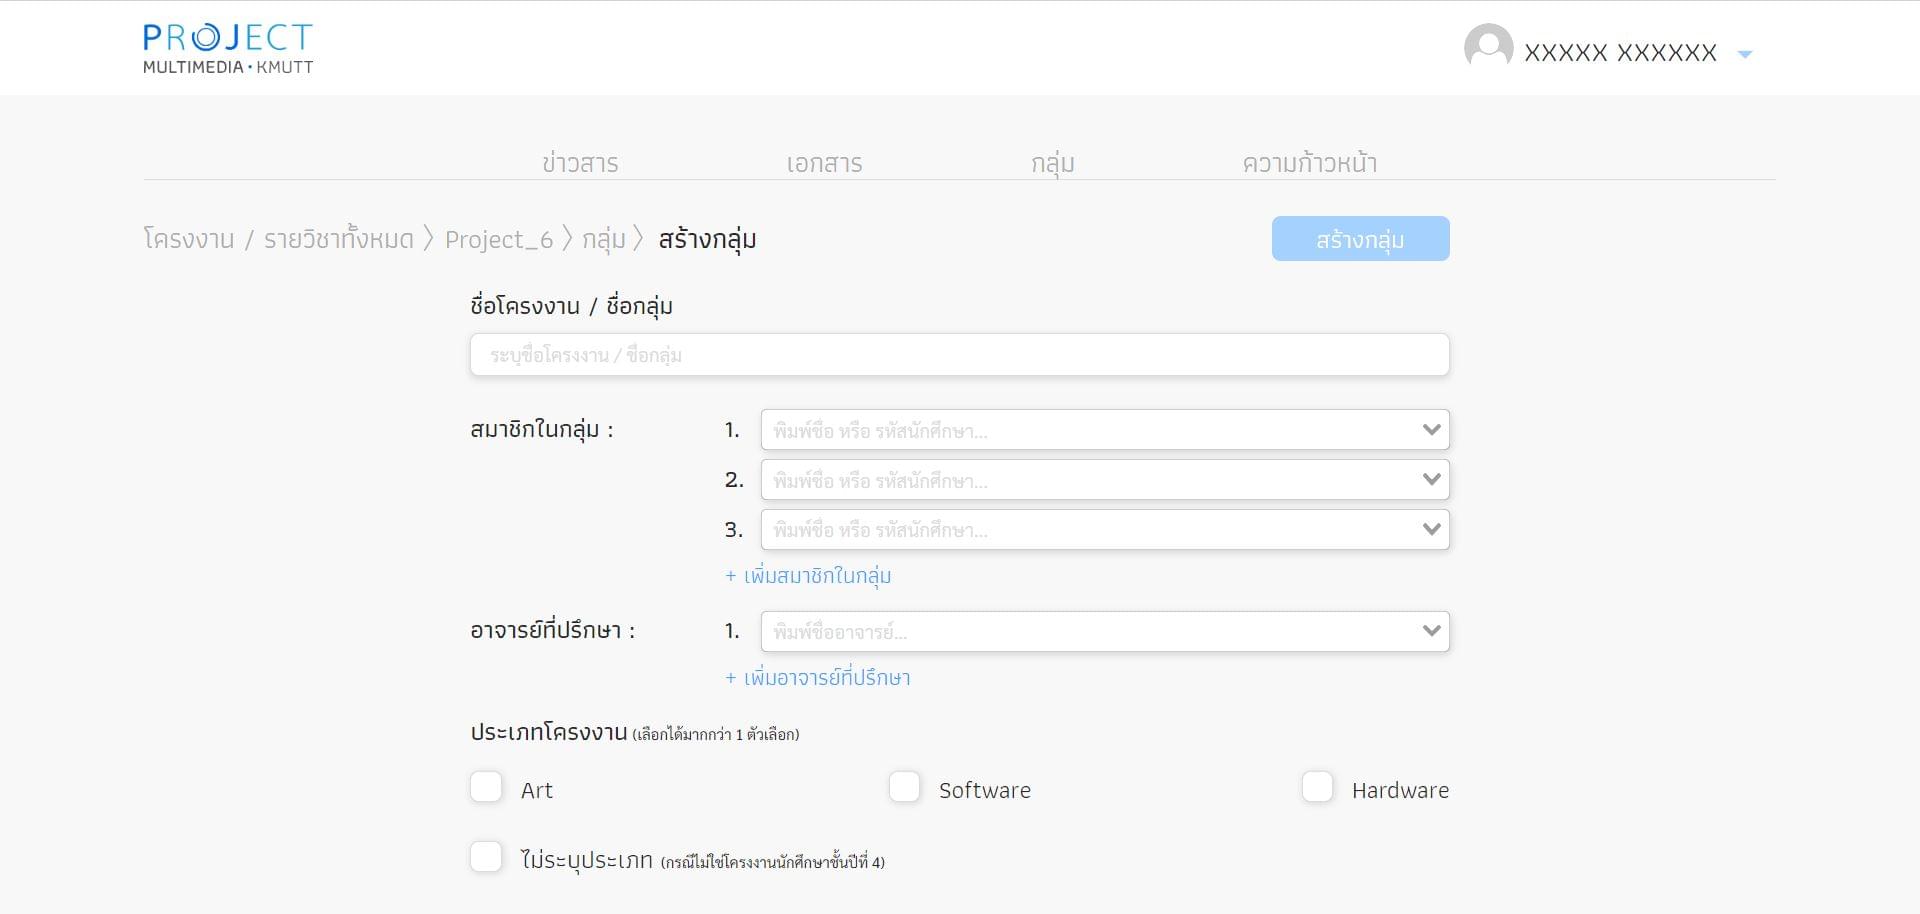 PROJECT
MULTIMEDIA • KMUTT
XXXXX XXXXXX
ข่าวสาร เอกสาร กลุ่ม ความก้าวหน้า
โครงงาน / รายวิชาทั้งหมด 〉 Project_6 〉 กลุ่ม 〉 สร้างกลุ่ม
สร้างกลุ่ม
ชื่อโครงงาน / ชื่อกลุ่ม
ระบุชื่อโครงงาน / ชื่อกลุ่ม
สมาชิกในกลุ่ม : 1. พิมพ์ชื่อ หรือ รหัสนักศึกษา...
2. พิมพ์ชื่อ หรือ รหัสนักศึกษา...
3. พิมพ์ชื่อ หรือ รหัสนักศึกษา...
+ เพิ่มสมาชิกในกลุ่ม
อาจารย์ที่ปรึกษา : 1. พิมพ์ชื่ออาจารย์...
+ เพิ่มอาจารย์ที่ปรึกษา
ประเภทโครงงาน (เลือกได้มากกว่า 1 ตัวเลือก)
Art Software Hardware
ไม่ระบุประเภท (กรณีไม่ใช่โครงงานนักศึกษาชั้นปีที่ 4)